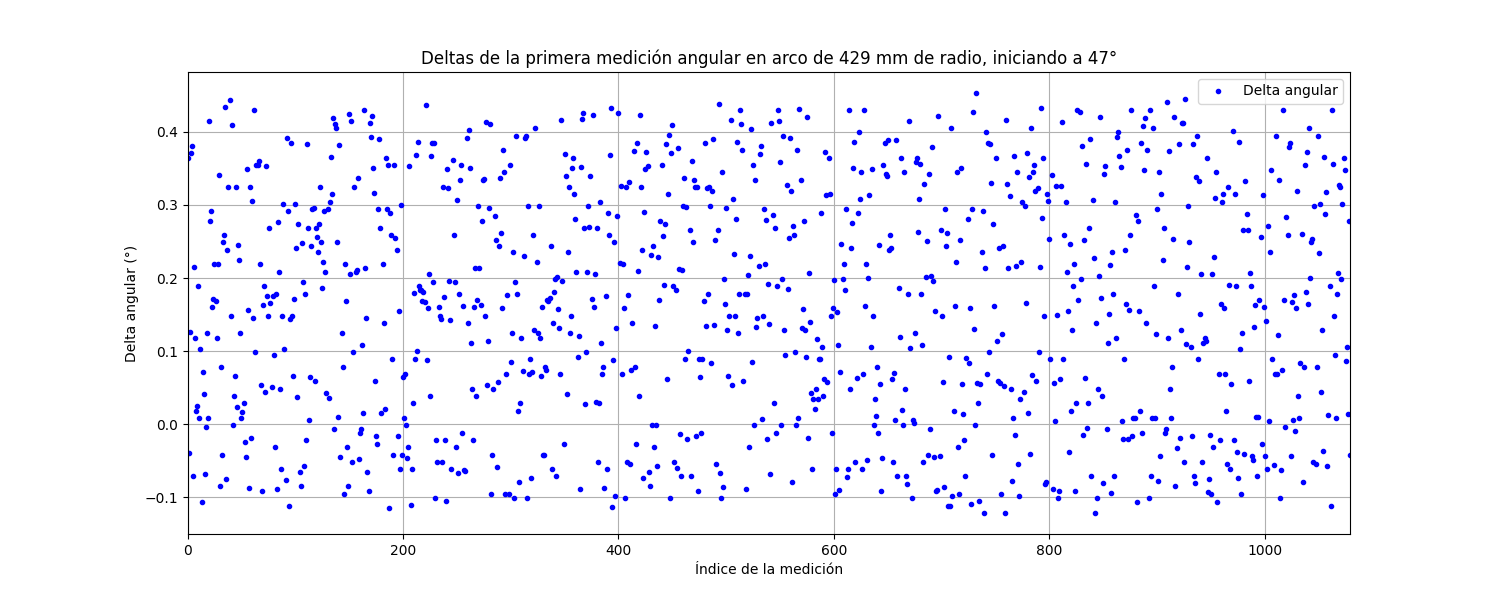 Deltas de la primera medición angular en arco de 429 mm de radio, iniciando a 47°
Delta angular
Delta angular (°)
0.4
0.3
0.2
0.1
0.0
−0.1
0 200 400 600 800 1000
Índice de la medición